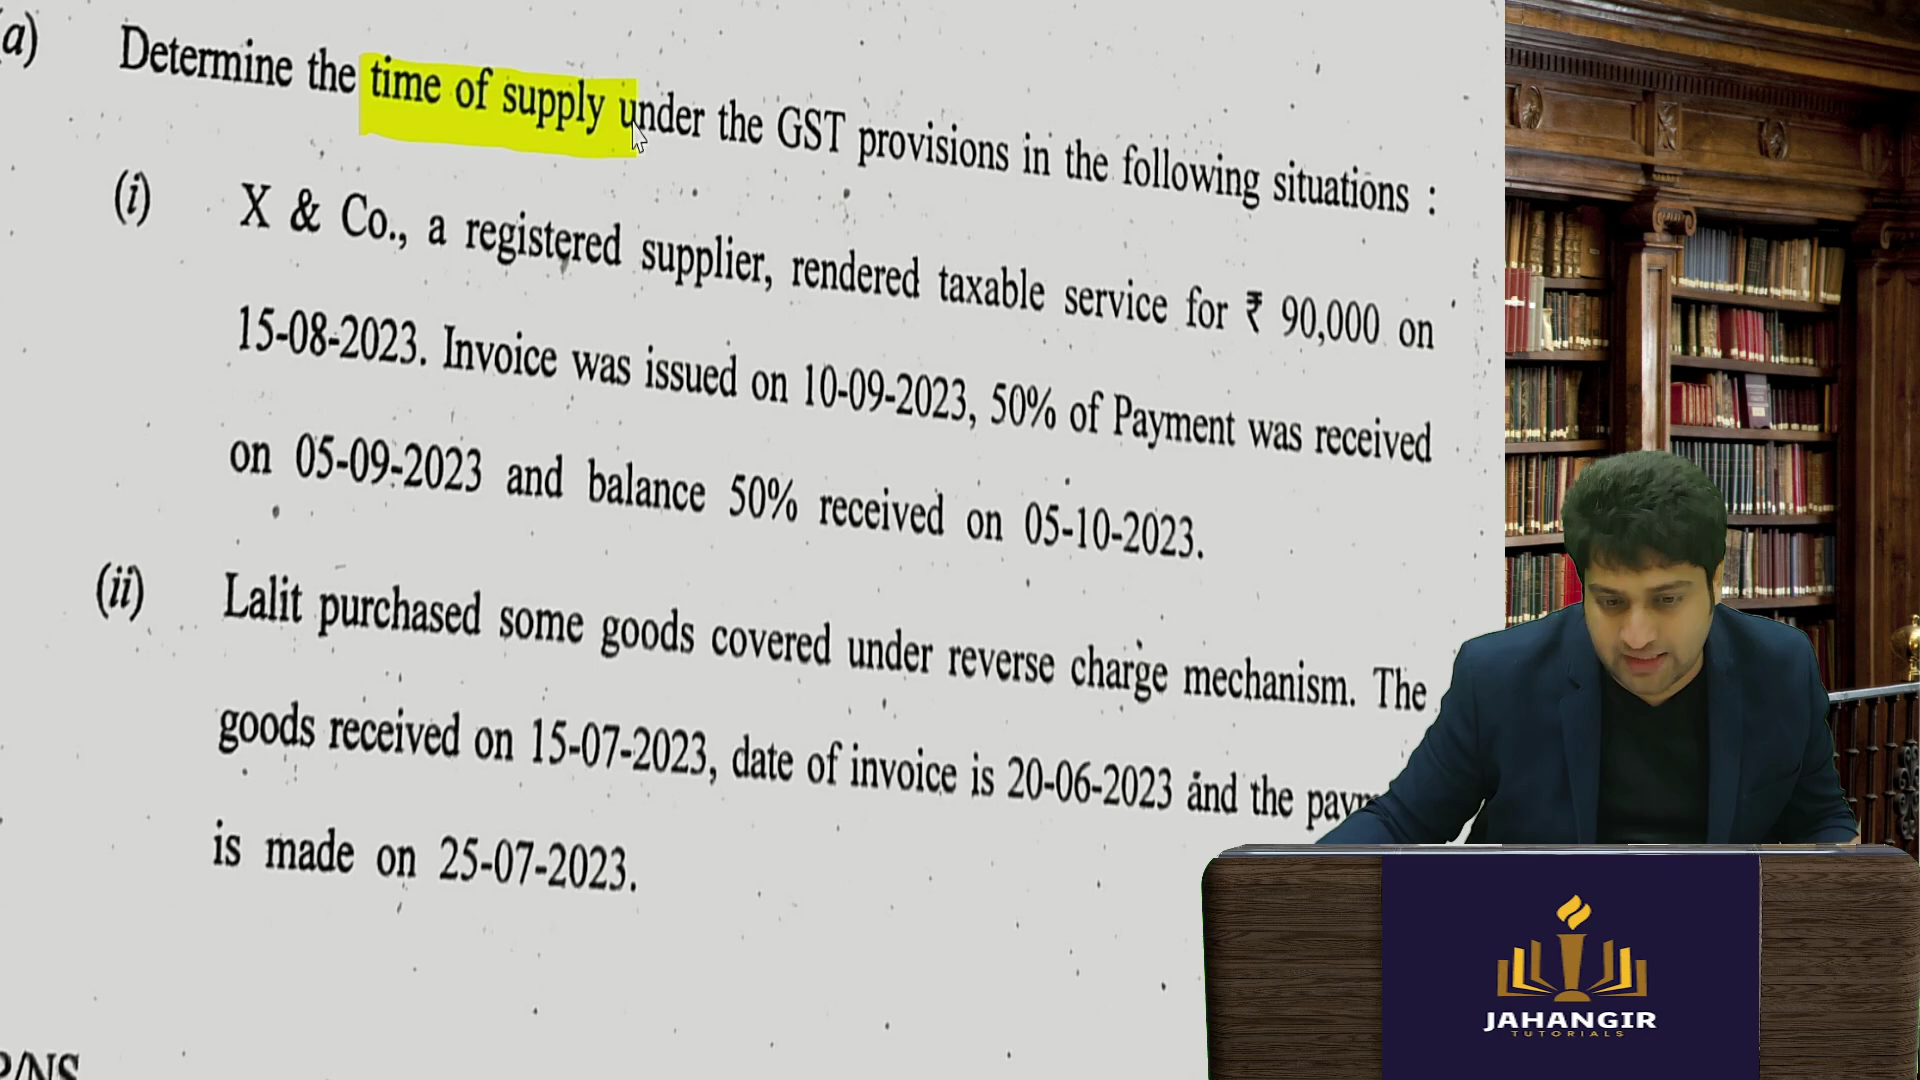 (a) Determine the time of supply under the GST provisions in the following situations :
(i) X & Co., a registered supplier, rendered taxable service for ₹ 90,000 on
15-08-2023. Invoice was issued on 10-09-2023, 50% of Payment was received
on 05-09-2023 and balance 50% received on 05-10-2023.
(ii) Lalit purchased some goods covered under reverse charge mechanism. The
goods received on 15-07-2023, date of invoice is 20-06-2023 and the
is made on 25-07-2023.
JAHANGIR
TUTORIALS